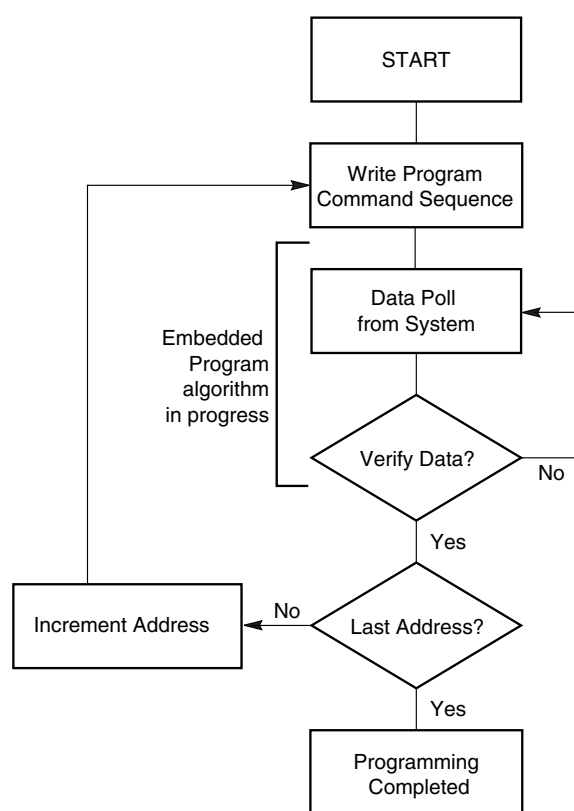 START
Write Program
Command Sequence
Data Poll
from System
Embedded
Program
algorithm
in progress
Verify Data?
No
Yes
Increment Address
No
Last Address?
Yes
Programming
Completed